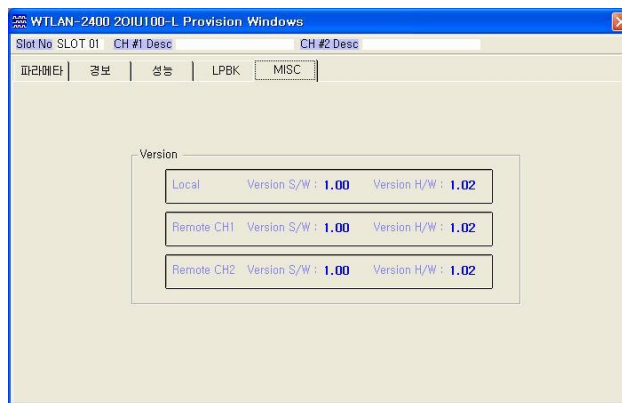 WTLAN-2400 2OIU100-L Provision Windows
Slot No SLOT 01 CH #1 Desc CH #2 Desc
파라메타 경보 성능 LPBK MISC
Version
Local Version S/W : 1.00 Version H/W : 1.02
Remote CH1 Version S/W : 1.00 Version H/W : 1.02
Remote CH2 Version S/W : 1.00 Version H/W : 1.02